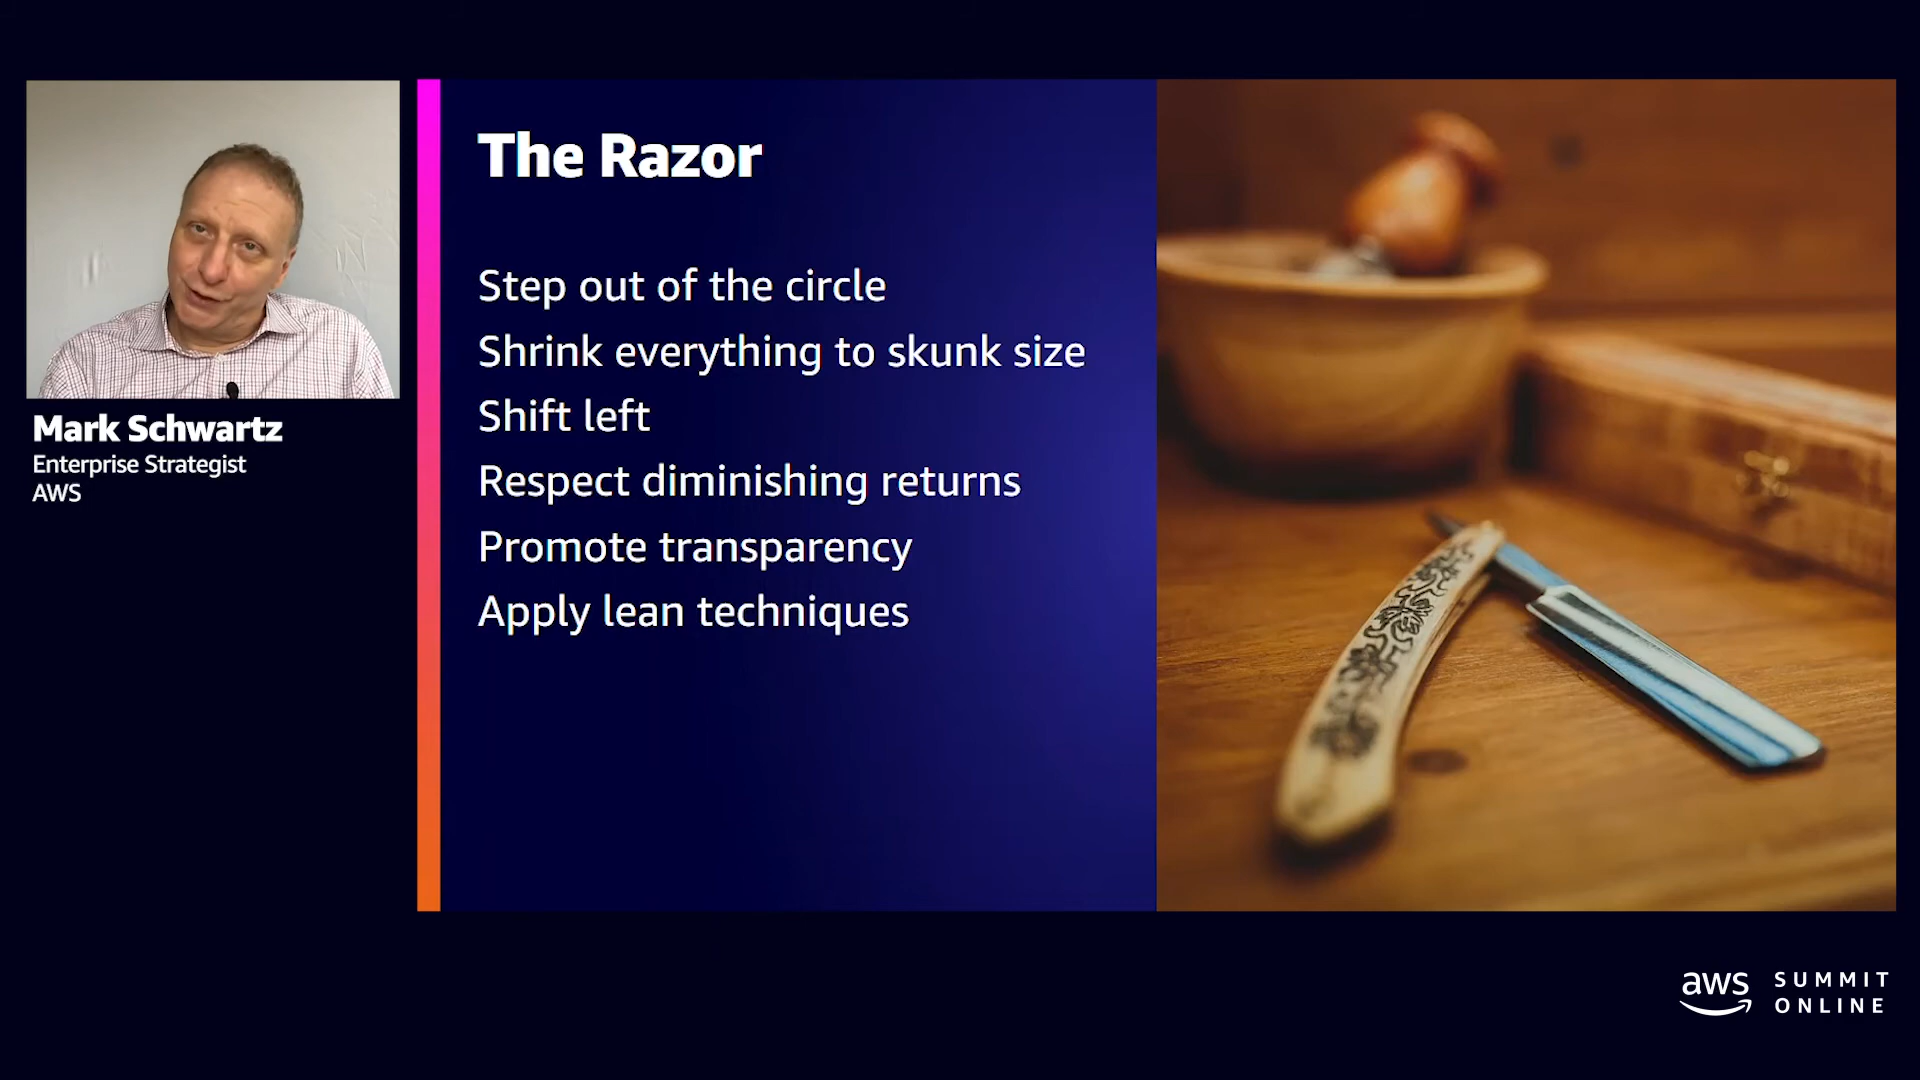 Mark Schwartz
Enterprise Strategist
AWS
The Razor
Step out of the circle
Shrink everything to skunk size
Shift left
Respect diminishing returns
Promote transparency
Apply lean techniques
aws SUMMIT
ONLINE